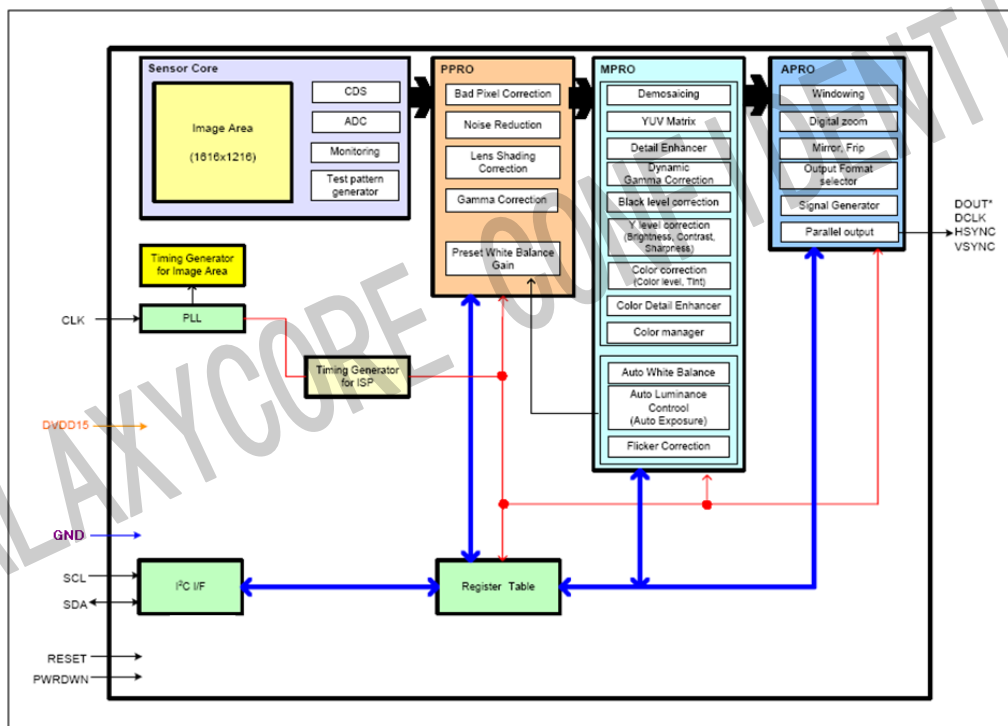 Sensor Core
Image Area
(1616x1216)
CDS
ADC
Monitoring
Test pattern
generator
PPRO
Bad Pixel Correction
Noise Reduction
Lens Shading
Correction
Gamma Correction
Preset White Balance
Gain
MPRO
Demosaicing
YUV Matrix
Detail Enhancer
Dynamic
Gamma Correction
Black level correction
Y level correction
(Brightness, Contrast,
Sharpness)
Color correction
(Color level, Tint)
Color Detail Enhancer
Color manager
Auto White Balance
Auto Luminance
Controol
(Auto Exposure)
Flicker Correction
APRO
Windowing
Digital zoom
Mirror, Frip
Output Format
selector
Signal Generator
Parallel output
DOUT*
DCLK
HSYNC
VSYNC
Timing Generator
for Image Area
CLK
PLL
Timing Generator
for ISP
DVDD15
GND
SCL
SDA
I²C I/F
Register Table
RESET
PWRDWN
ALAXYCORE CONFIDENT